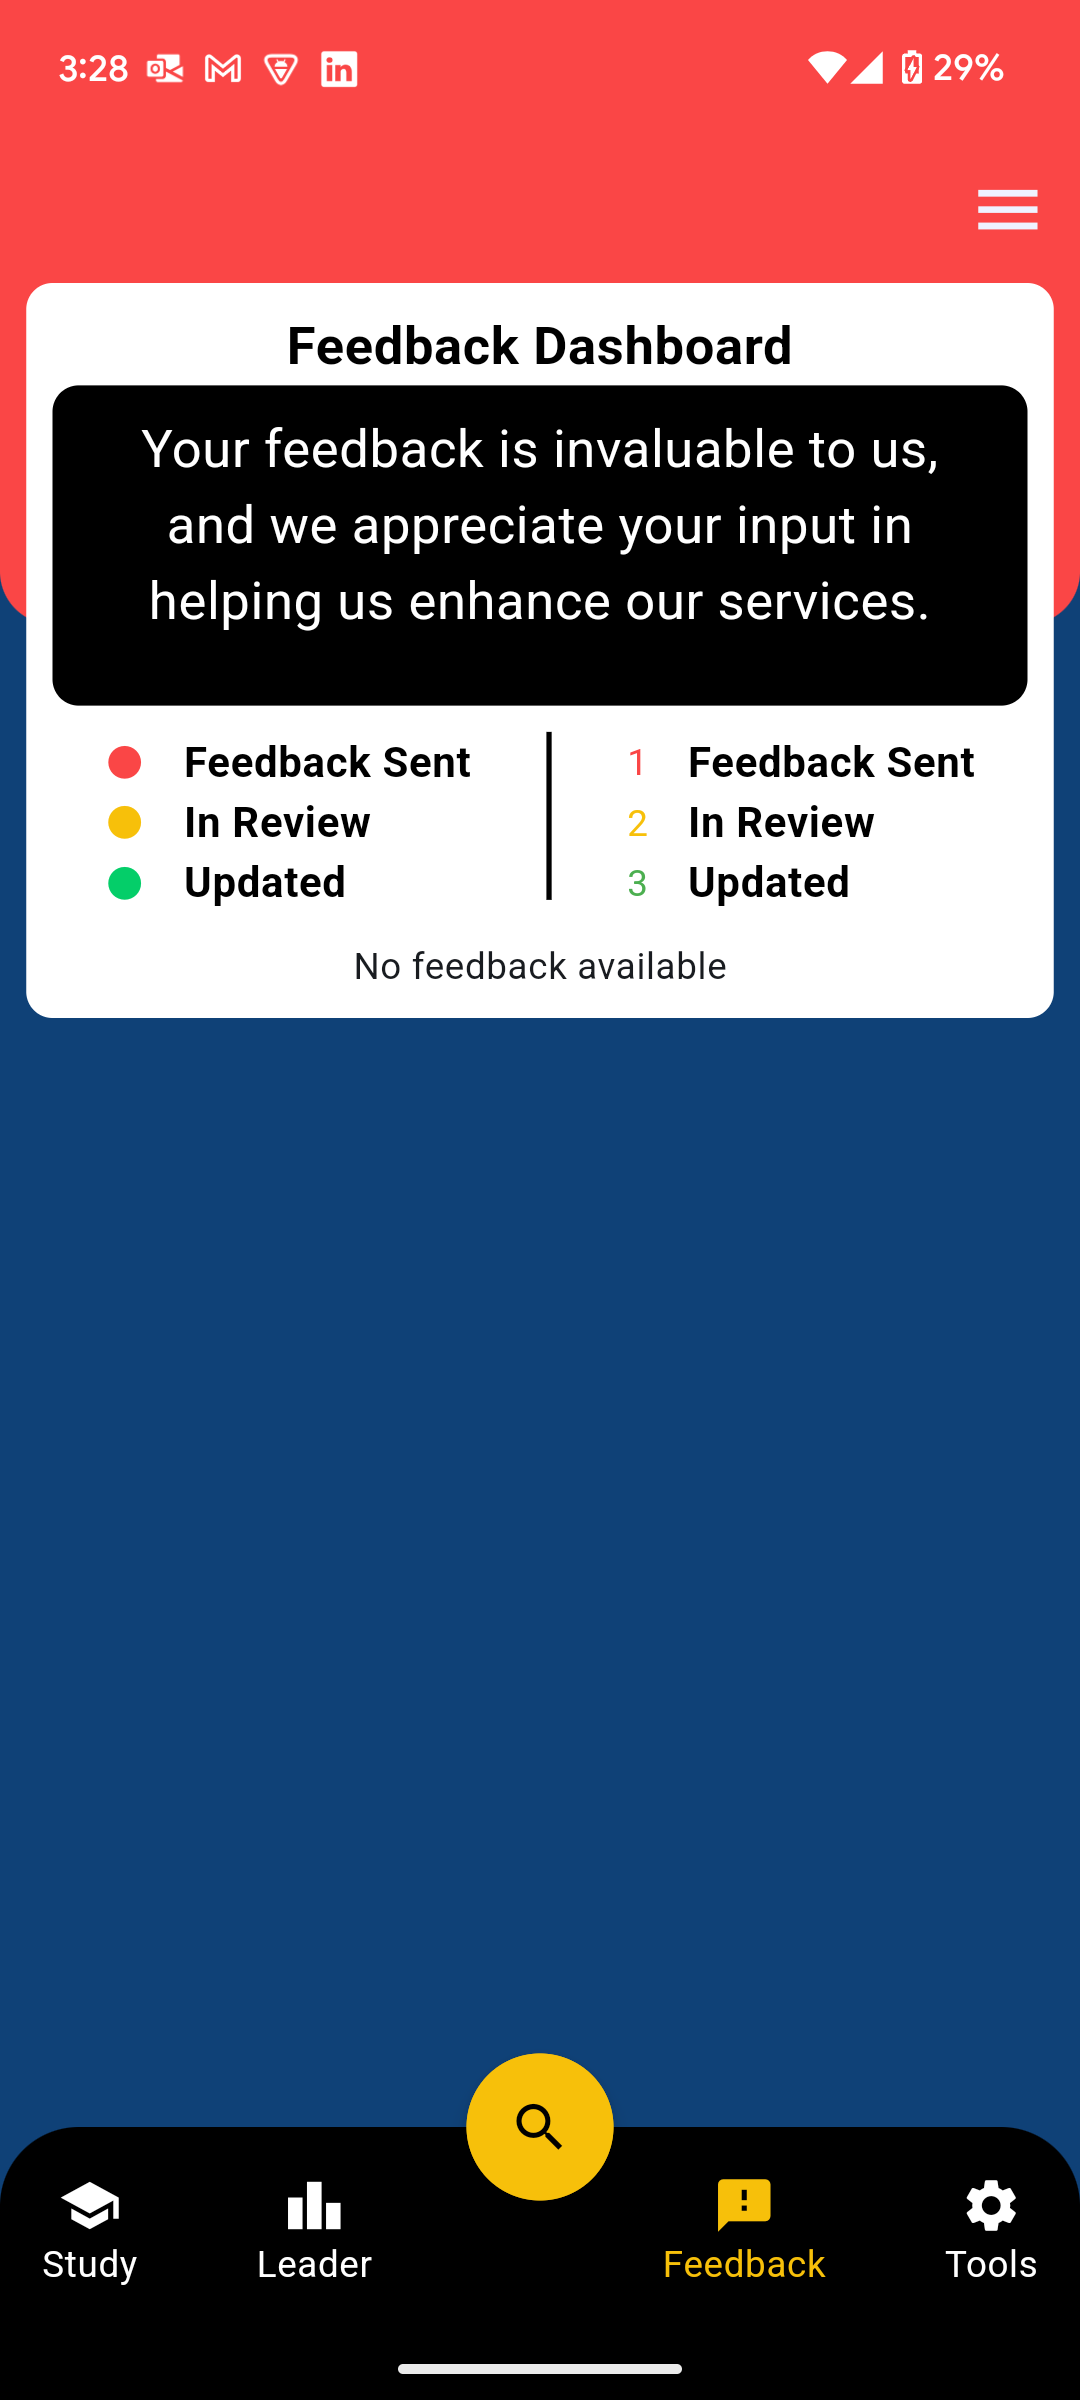 3:28
29%
Feedback Dashboard
Your feedback is invaluable to us,
and we appreciate your input in
helping us enhance our services.
Feedback Sent
In Review
Updated
1 Feedback Sent
2 In Review
3 Updated
No feedback available
Study
Leader
Feedback
Tools